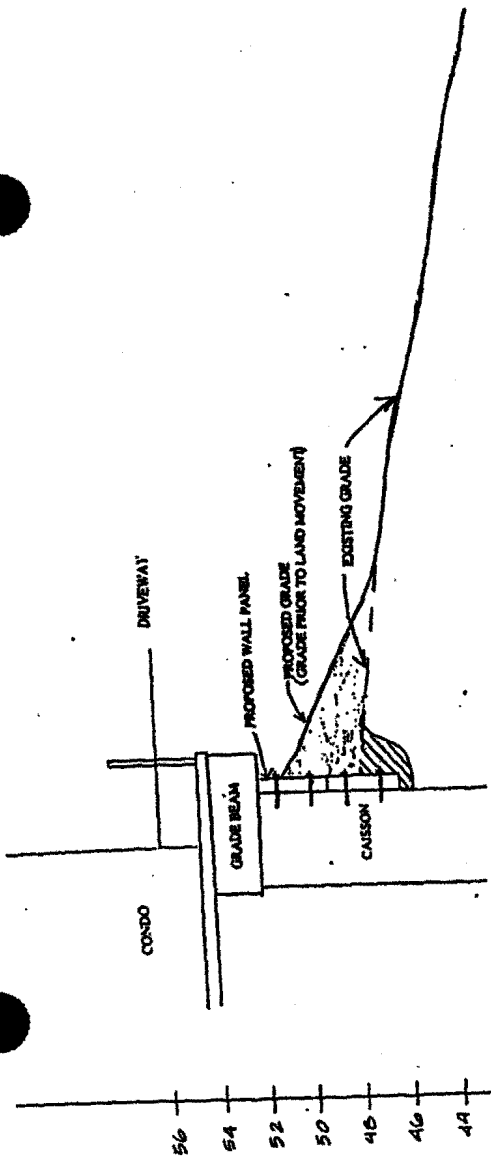 CONDO
DRIVEWAY
GRADE BEAM
PROPOSED WALL PANEL
PROPOSED GRADE
(GRADE PRIOR TO LAND MOVEMENT)
EXISTING GRADE
CAISSON
56
54
52
50
48
46
44